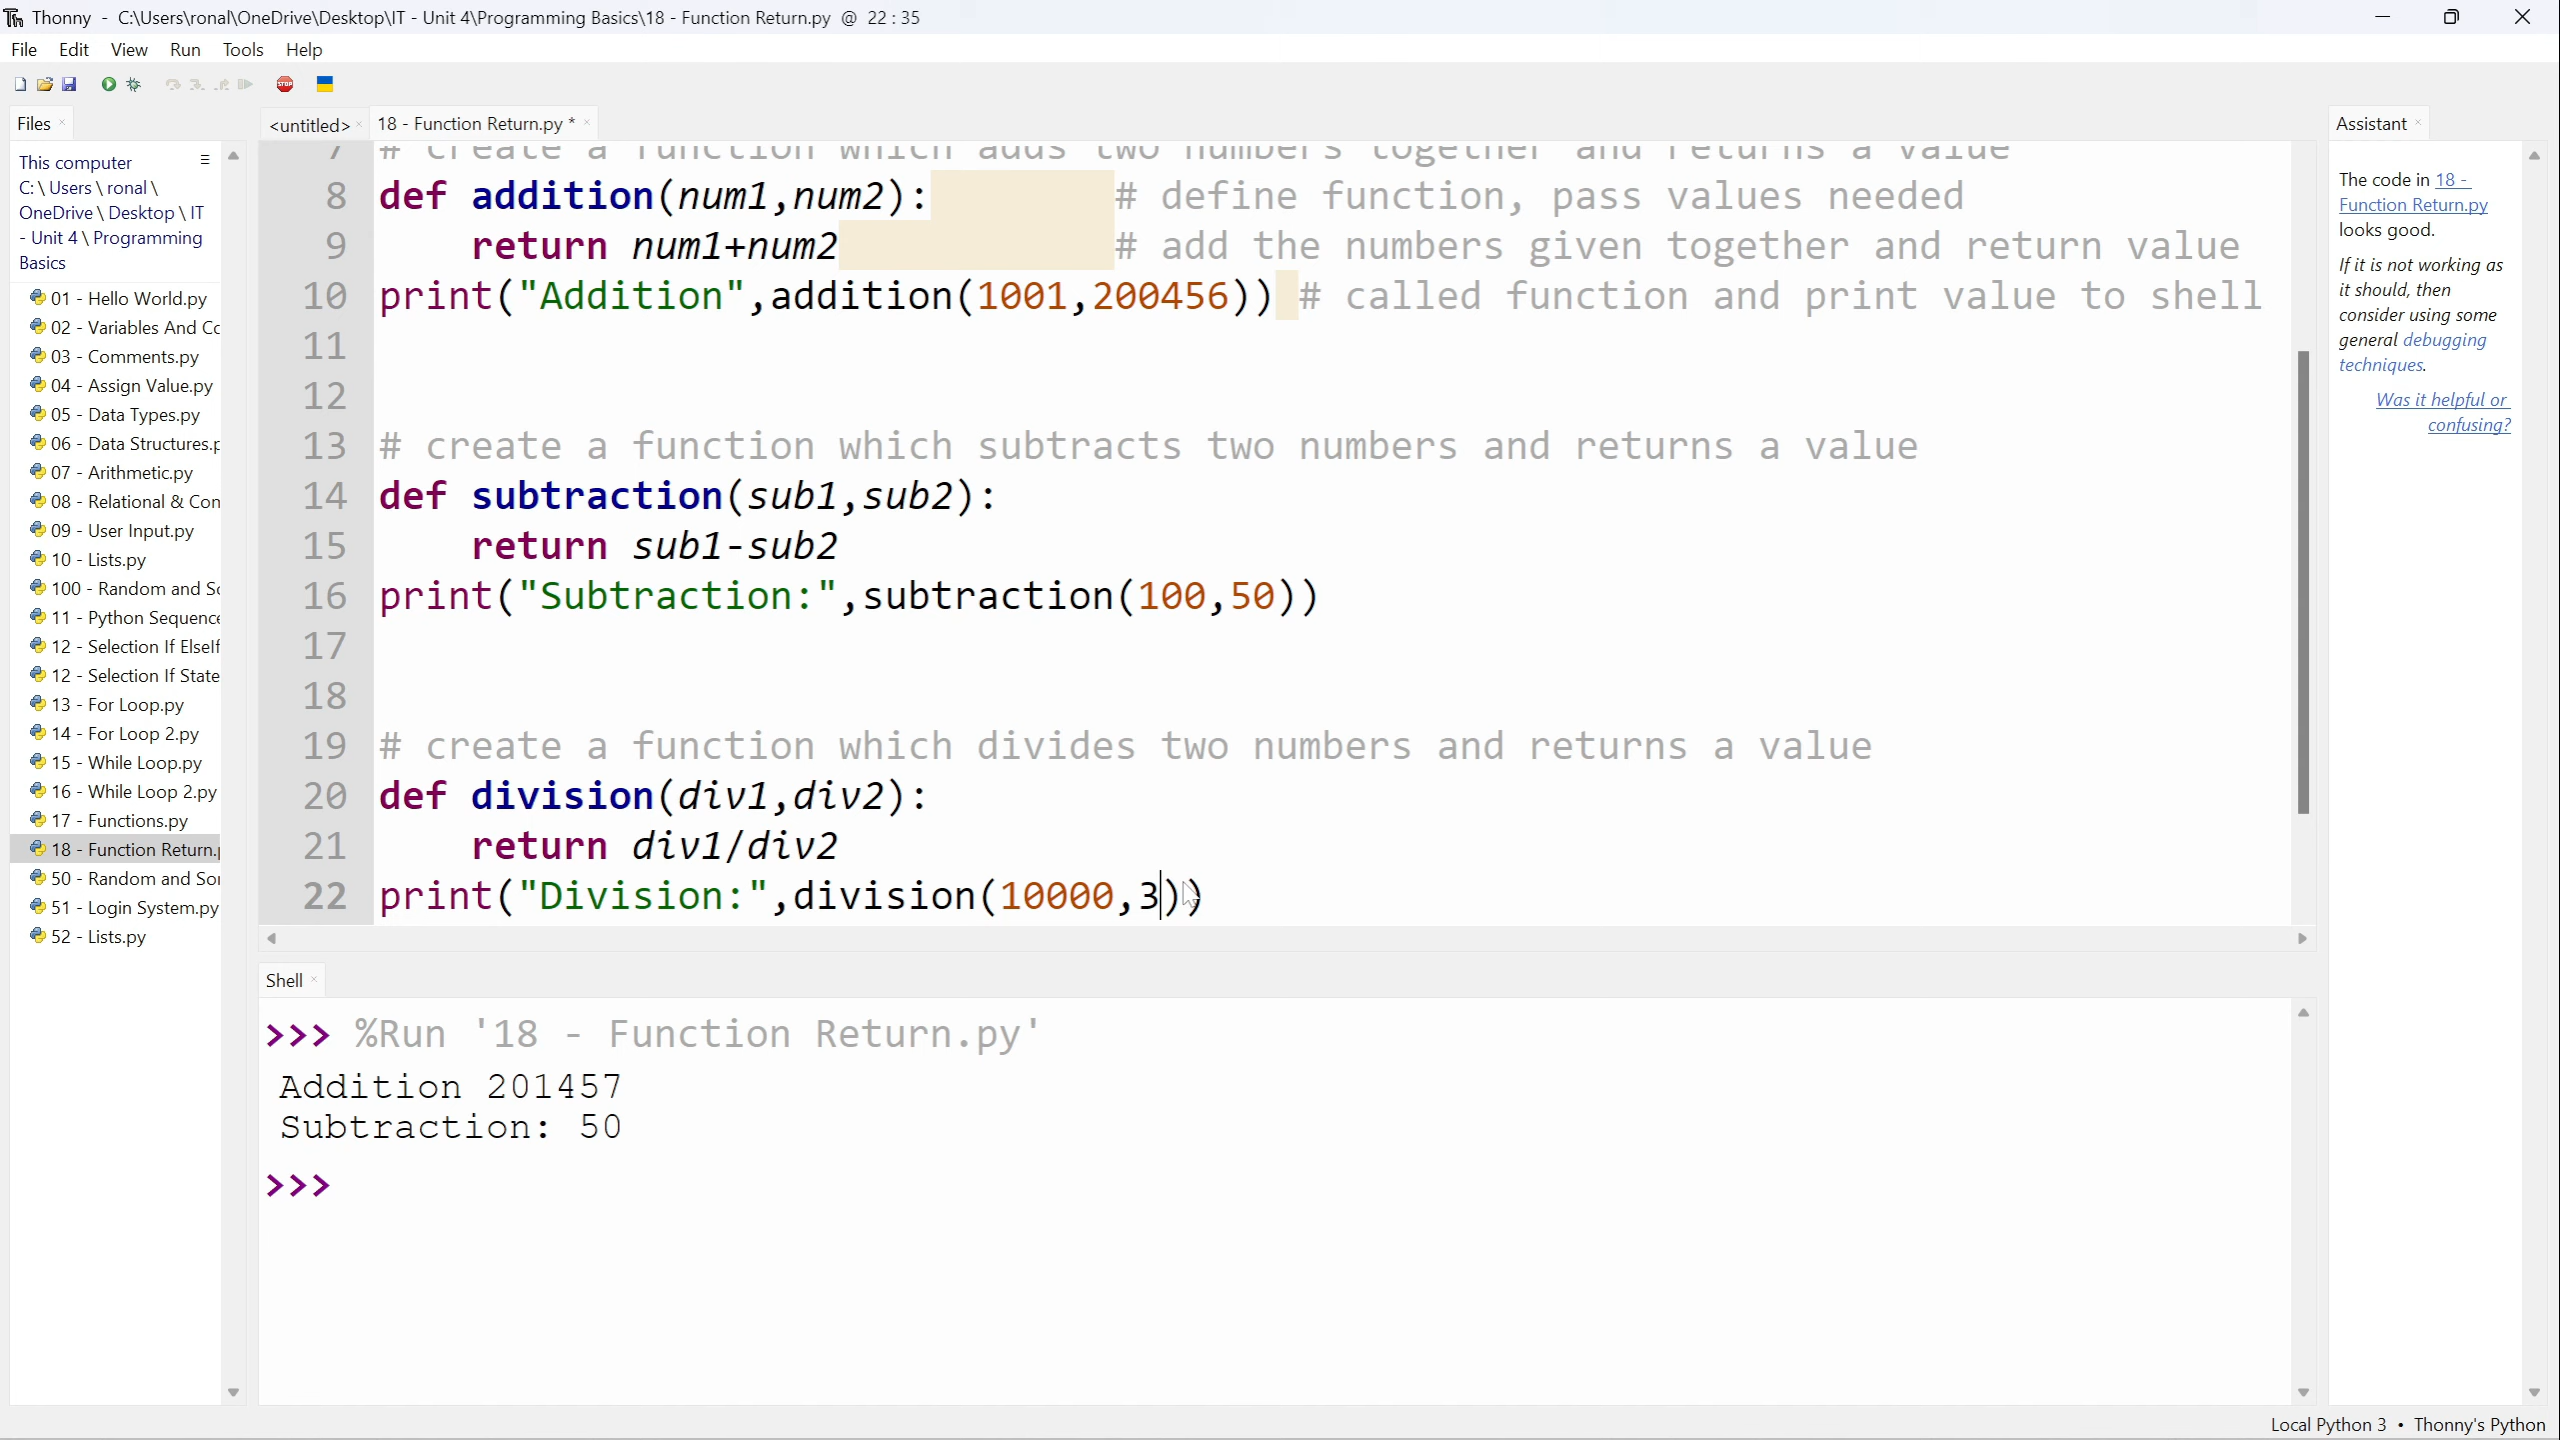 Thonny - C:\Users\ronal\OneDrive\Desktop\IT - Unit 4\Programming Basics\18 - Function Return.py @ 22 : 35
File Edit View Run Tools Help
Files
This computer
C: \ Users \ ronal \
OneDrive \ Desktop \ IT
- Unit 4 \ Programming
Basics
01 - Hello World.py
02 - Variables And Co
03 - Comments.py
04 - Assign Value.py
05 - Data Types.py
06 - Data Structures.p
07 - Arithmetic.py
08 - Relational & Con
09 - User Input.py
10 - Lists.py
100 - Random and So
11 - Python Sequence
12 - Selection If ElseIf
12 - Selection If State
13 - For Loop.py
14 - For Loop 2.py
15 - While Loop.py
16 - While Loop 2.py
17 - Functions.py
18 - Function Return.p
50 - Random and Sor
51 - Login System.py
52 - Lists.py
<untitled> 18 - Function Return.py *
7 # create a function which adds two numbers together and returns a value
8 def addition(num1,num2):        # define function, pass values needed
9     return num1+num2            # add the numbers given together and return value
10 print("Addition",addition(1001,200456)) # called function and print value to shell
11
12
13 # create a function which subtracts two numbers and returns a value
14 def subtraction(sub1,sub2):
15     return sub1-sub2
16 print("Subtraction:",subtraction(100,50))
17
18
19 # create a function which divides two numbers and returns a value
20 def division(div1,div2):
21     return div1/div2
22 print("Division:",division(10000,3))
Shell
>>> %Run '18 - Function Return.py'
Addition 201457
Subtraction: 50
>>>
Assistant
The code in 18 -
Function Return.py
looks good.
If it is not working as
it should, then
consider using some
general debugging
techniques.
Was it helpful or
confusing?
Local Python 3 • Thonny's Python